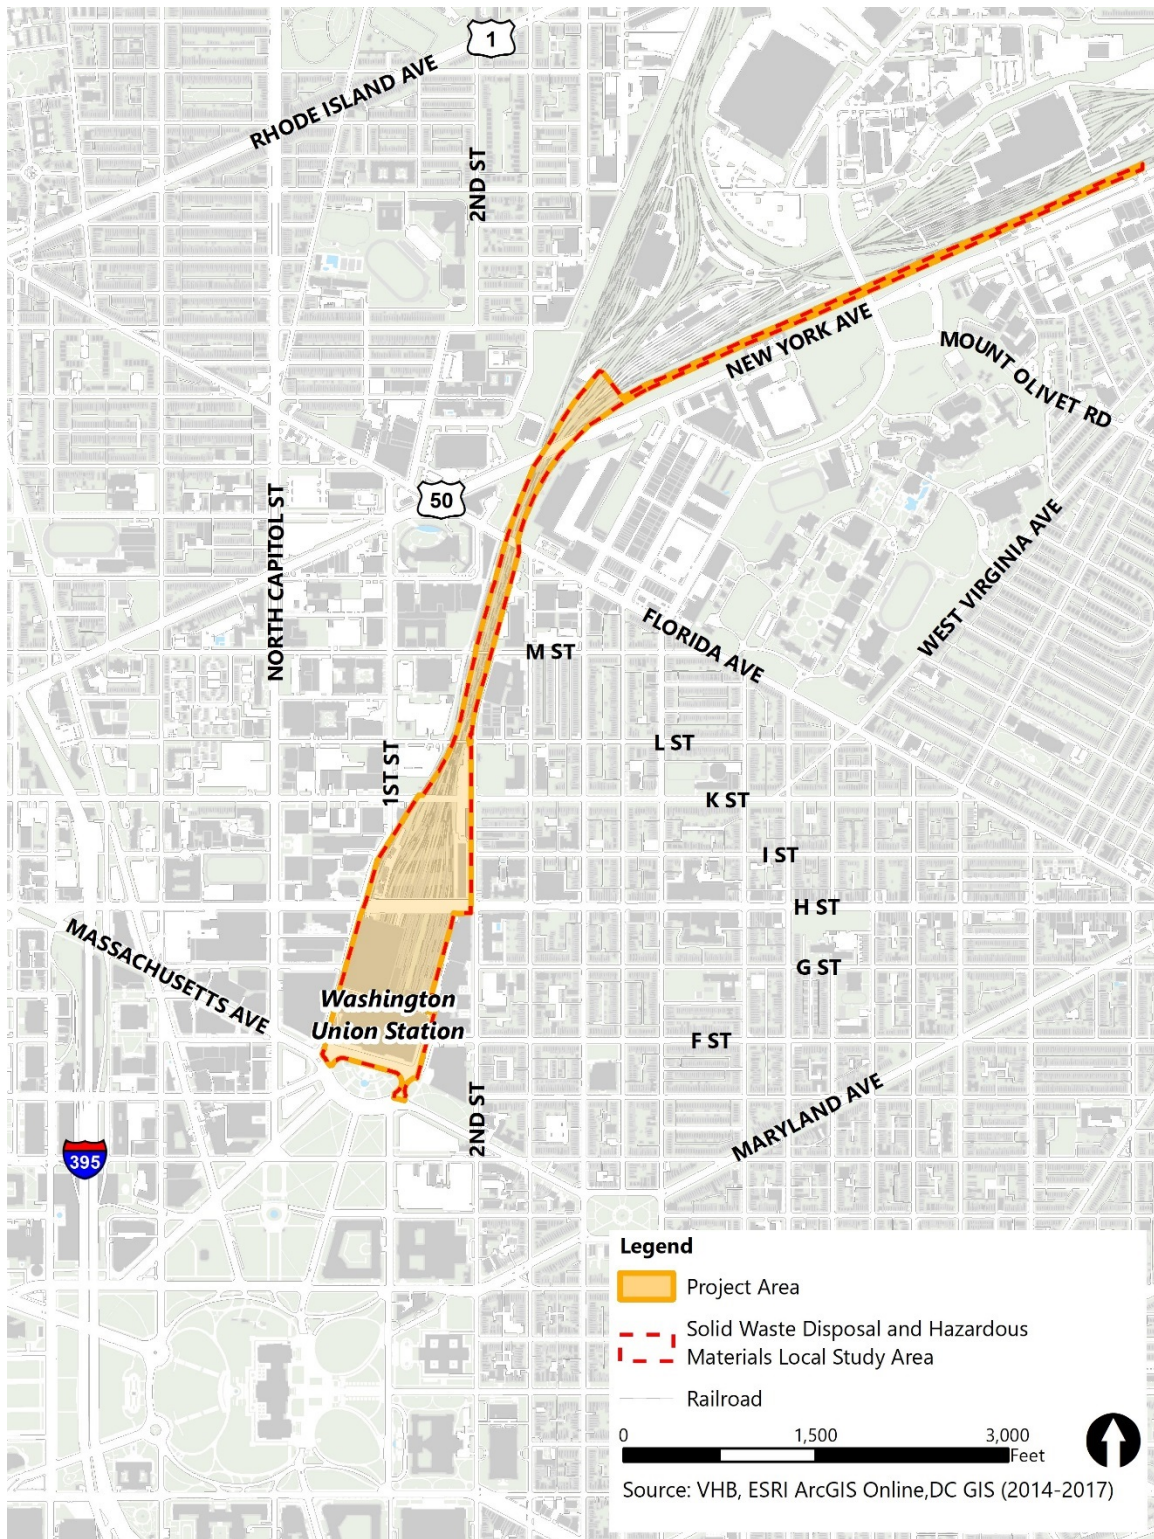 1
RHODE ISLAND AVE
2ND ST
NEW YORK AVE
MOUNT OLIVET RD
50
NORTH CAPITOL ST
WEST VIRGINIA AVE
FLORIDA AVE
M ST
L ST
1ST ST
K ST
I ST
H ST
G ST
MASSACHUSETTS AVE
Washington
Union Station
F ST
MARYLAND AVE
2ND ST
395
Legend
Project Area
Solid Waste Disposal and Hazardous
Materials Local Study Area
Railroad
0 1,500 3,000
Feet
Source: VHB, ESRI ArcGIS Online,DC GIS (2014-2017)